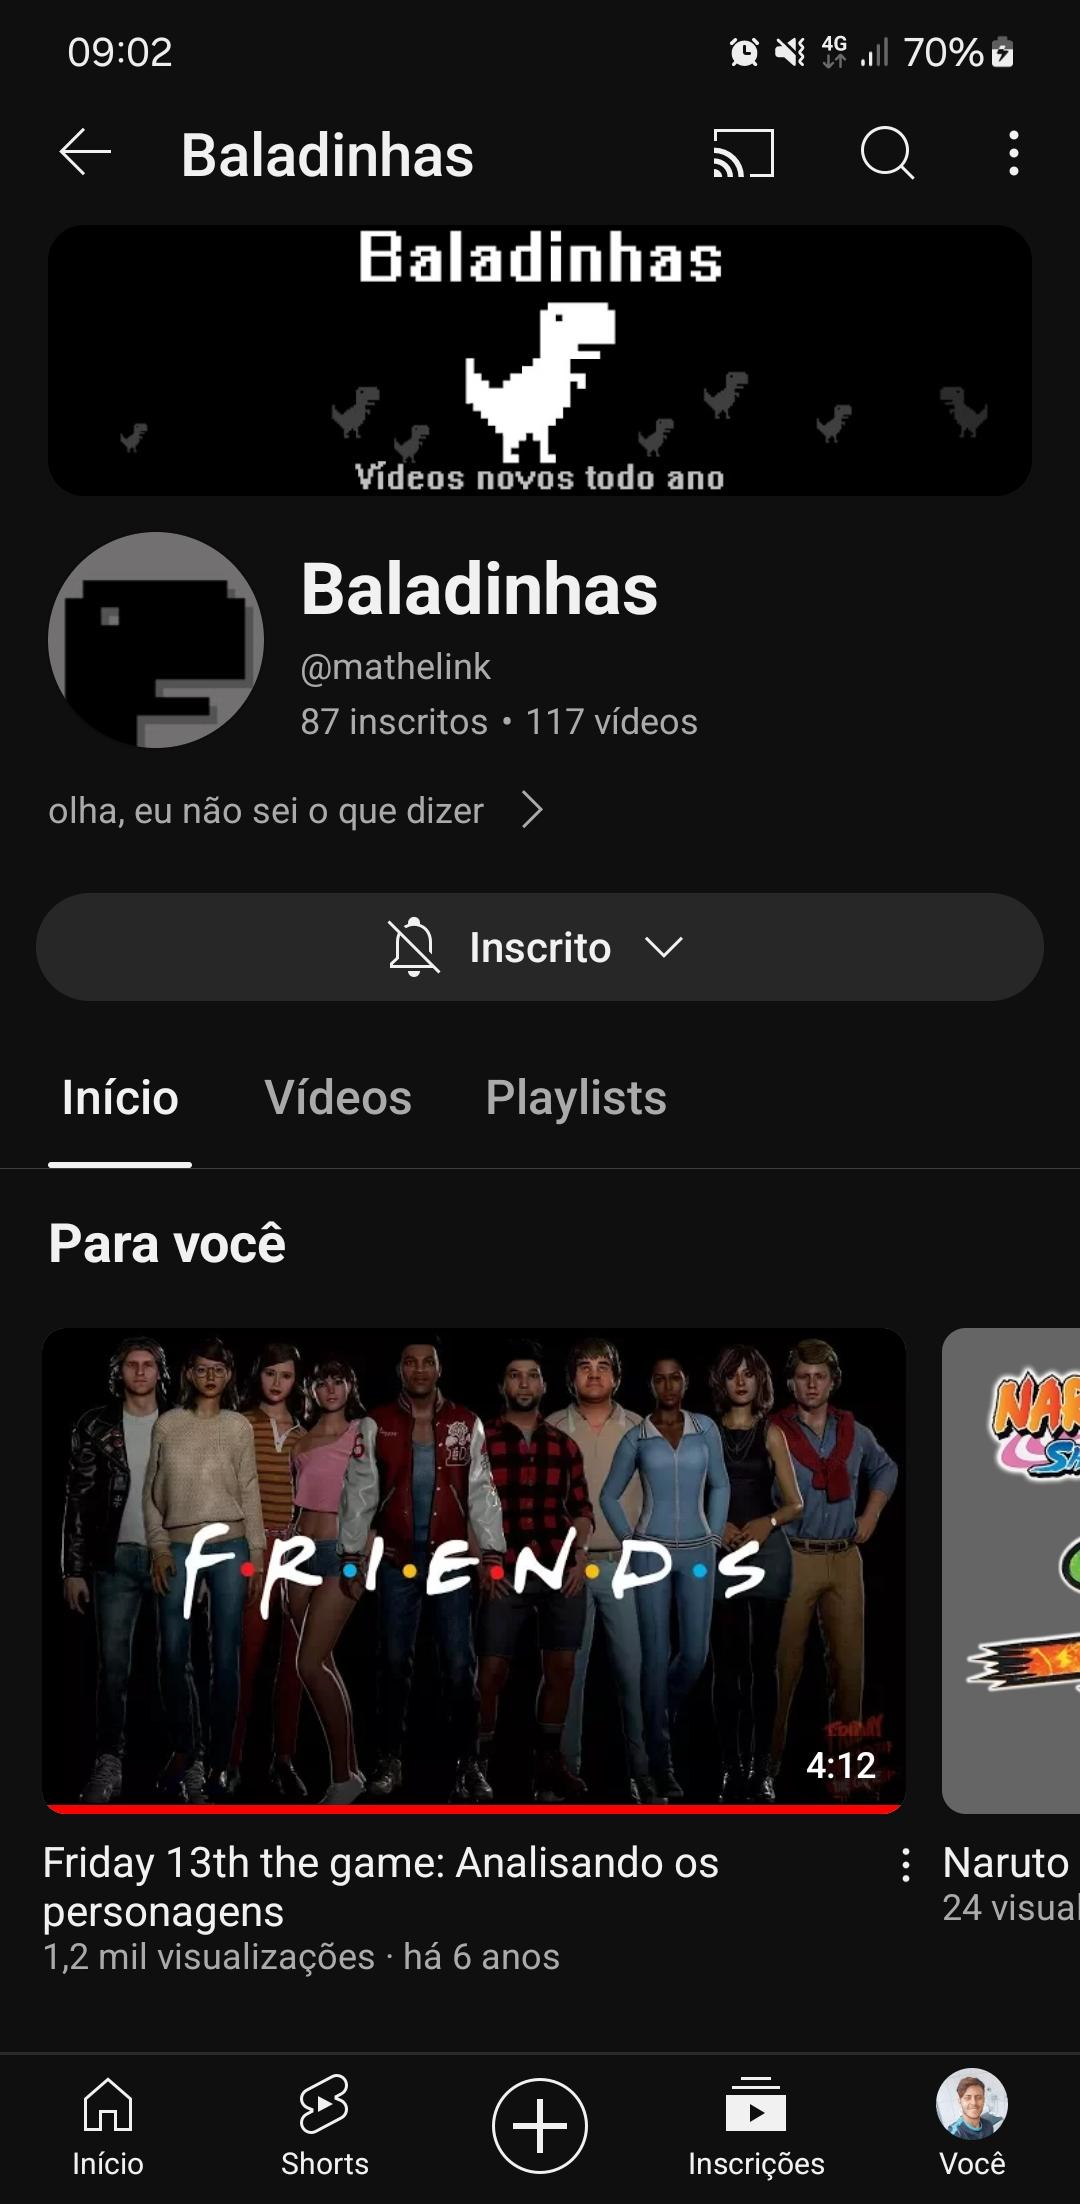 09:02
4G 70%
Baladinhas
Baladinhas
Vídeos novos todo ano
Baladinhas
@mathelink
87 inscritos • 117 vídeos
olha, eu não sei o que dizer
Inscrito
Início Vídeos Playlists
Para você
F•R•I•E•N•D•S
4:12
Friday 13th the game: Analisando os
personagens
1,2 mil visualizações · há 6 anos
Naruto
24 visual
Início Shorts Inscrições Você